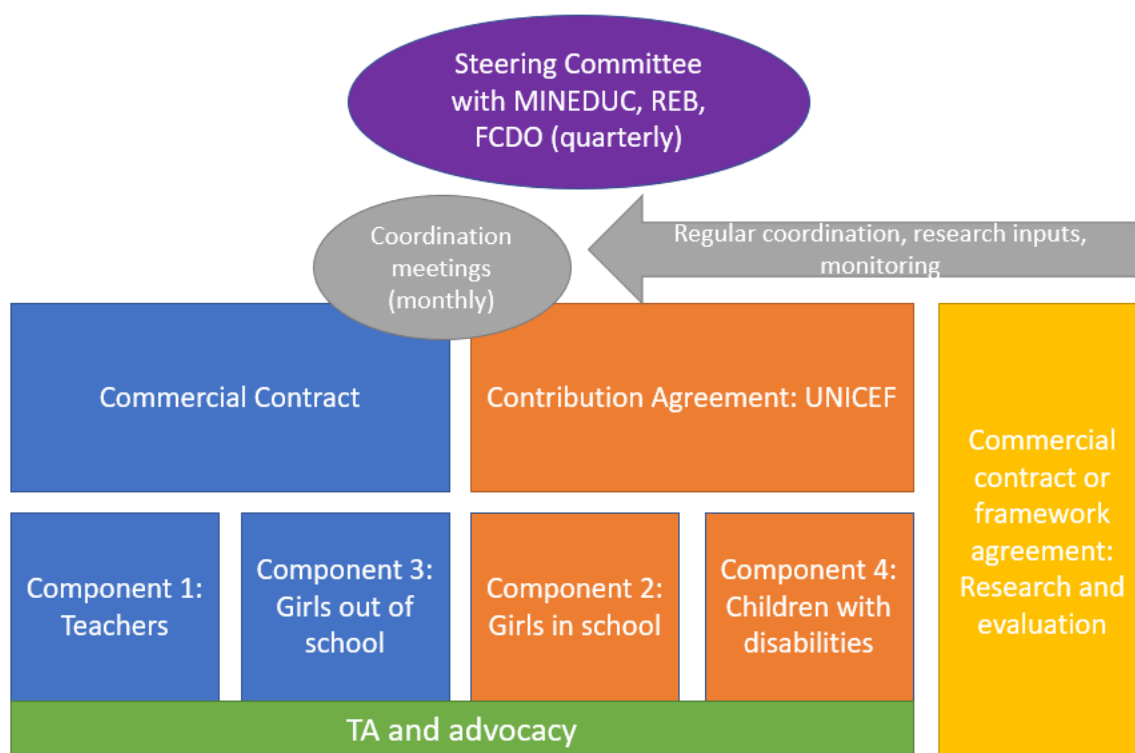 Steering Committee
with MINEDUC, REB,
FCDO (quarterly)
Coordination
meetings
(monthly)
Regular coordination, research inputs,
monitoring
Commercial Contract
Contribution Agreement: UNICEF
Commercial
contract or
framework
agreement:
Research and
evaluation
Component 1:
Teachers
Component 3:
Girls out of
school
Component 2:
Girls in school
Component 4:
Children with
disabilities
TA and advocacy